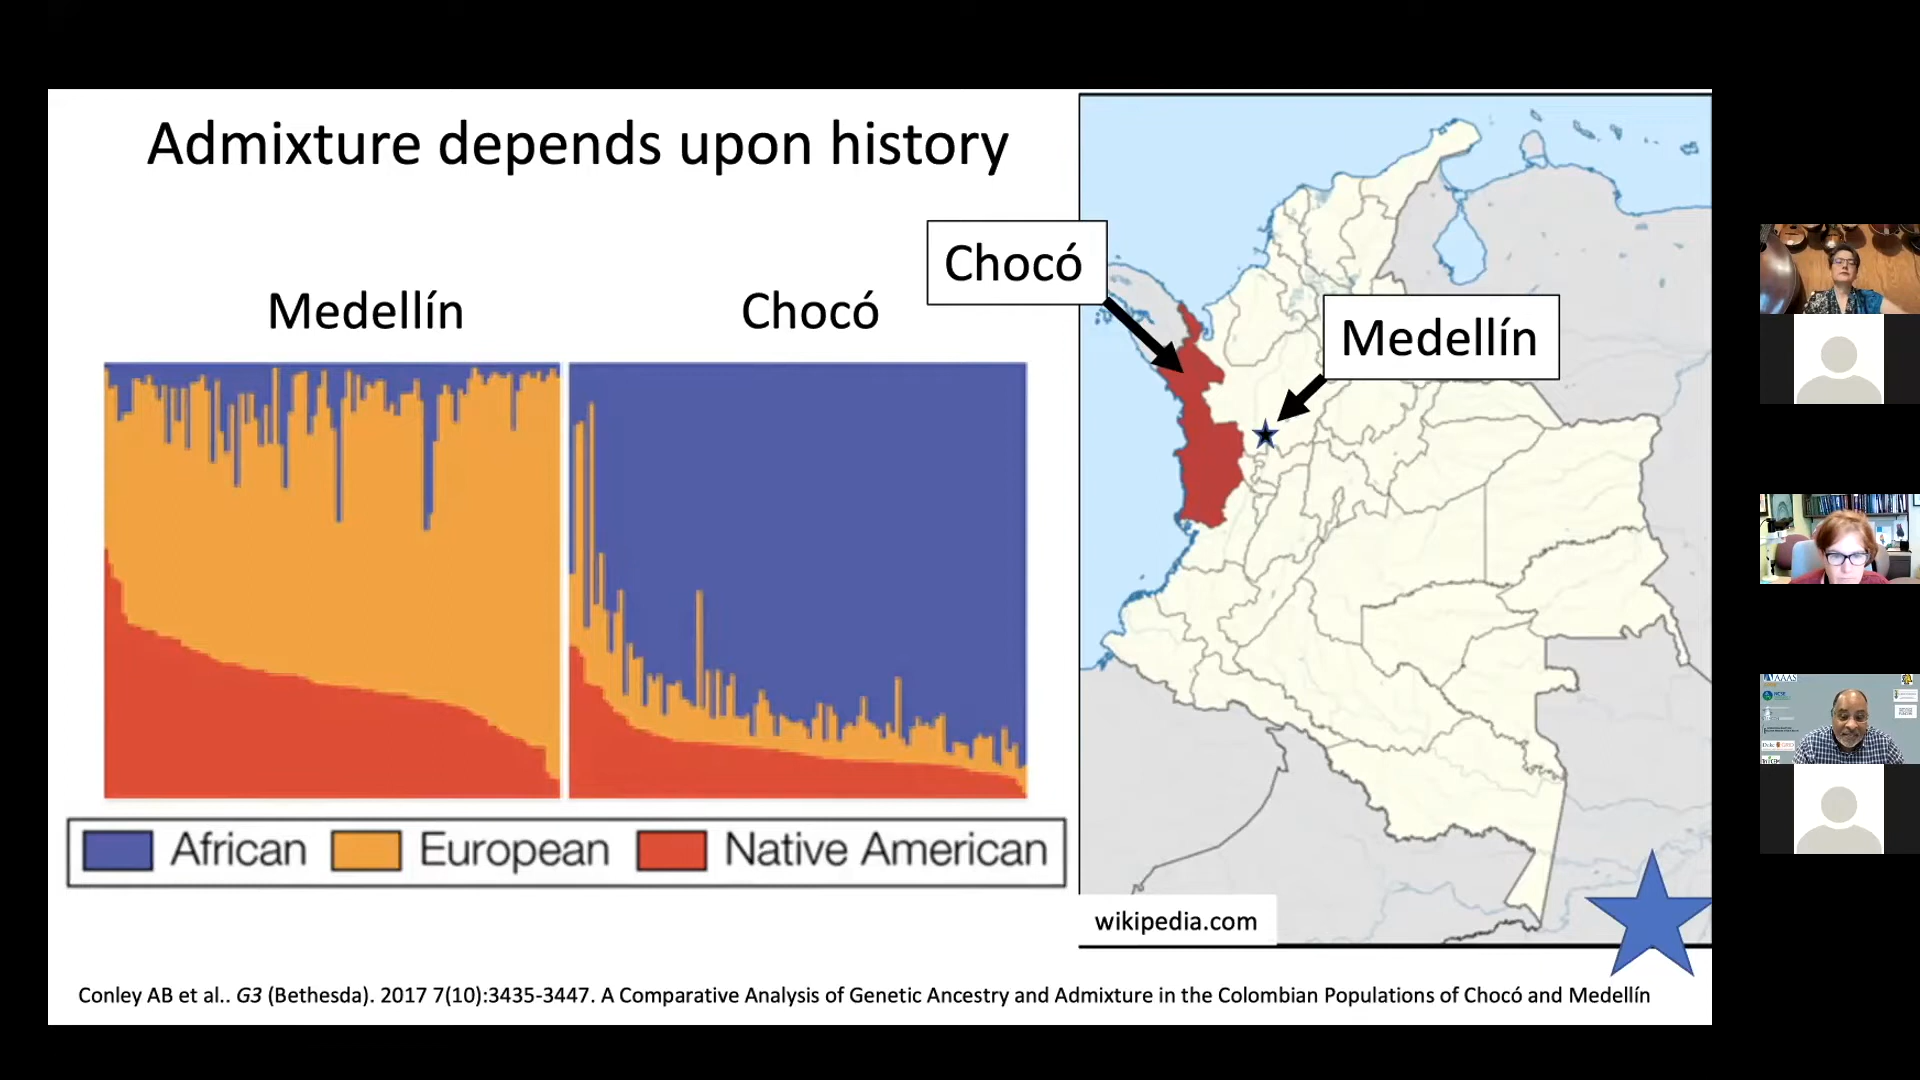 Admixture depends upon history
Medellín
Chocó
Chocó
Medellín
African
European
Native American
wikipedia.com
Conley AB et al.. G3 (Bethesda). 2017 7(10):3435-3447. A Comparative Analysis of Genetic Ancestry and Admixture in the Colombian Populations of Chocó and Medellín
AAAS